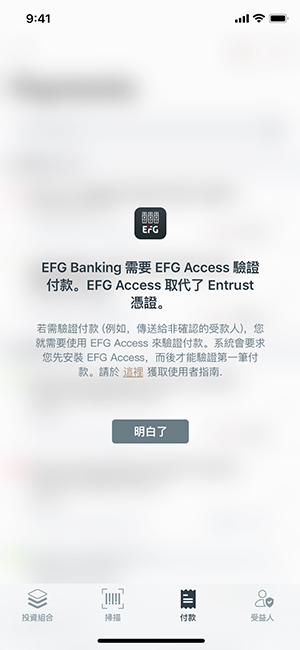 9:41
EFG
EFG Banking 需要 EFG Access 驗證
付款。EFG Access 取代了 Entrust
憑證。
若需驗證付款 (例如，傳送給非確認的受款人)，您
就需要使用 EFG Access 來驗證付款。系統會要求
您先安裝 EFG Access，而後才能驗證第一筆付
款。請於 這裡 獲取使用者指南.
明白了
投資組合 掃描 付款 受益人